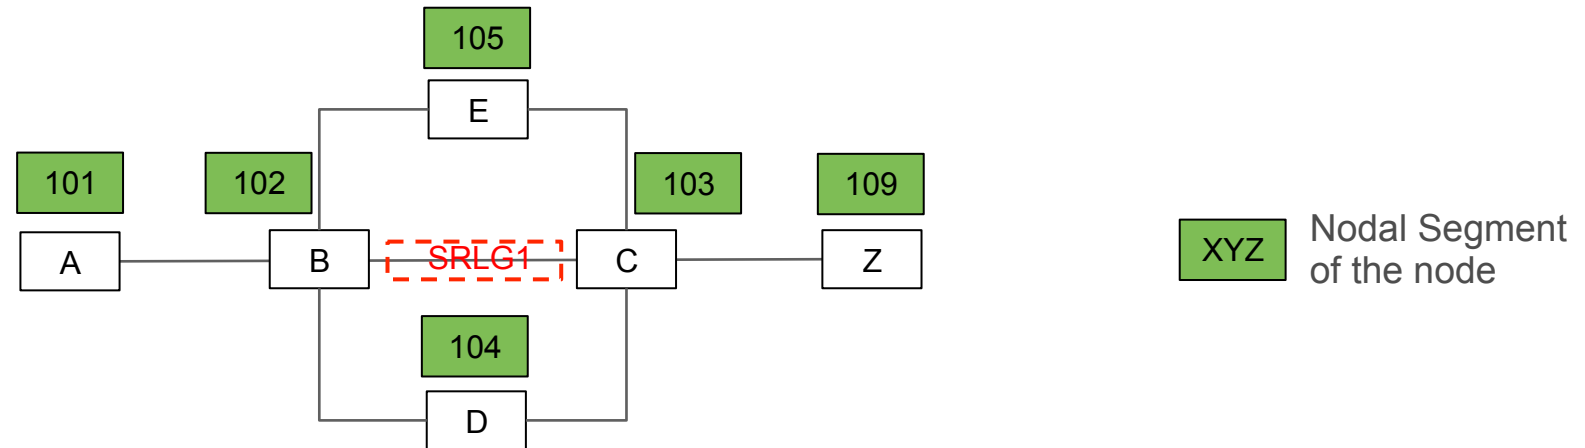 105
E
101
102
103
109
A
B
SRLG1
C
Z
104
D
XYZ
Nodal Segment
of the node